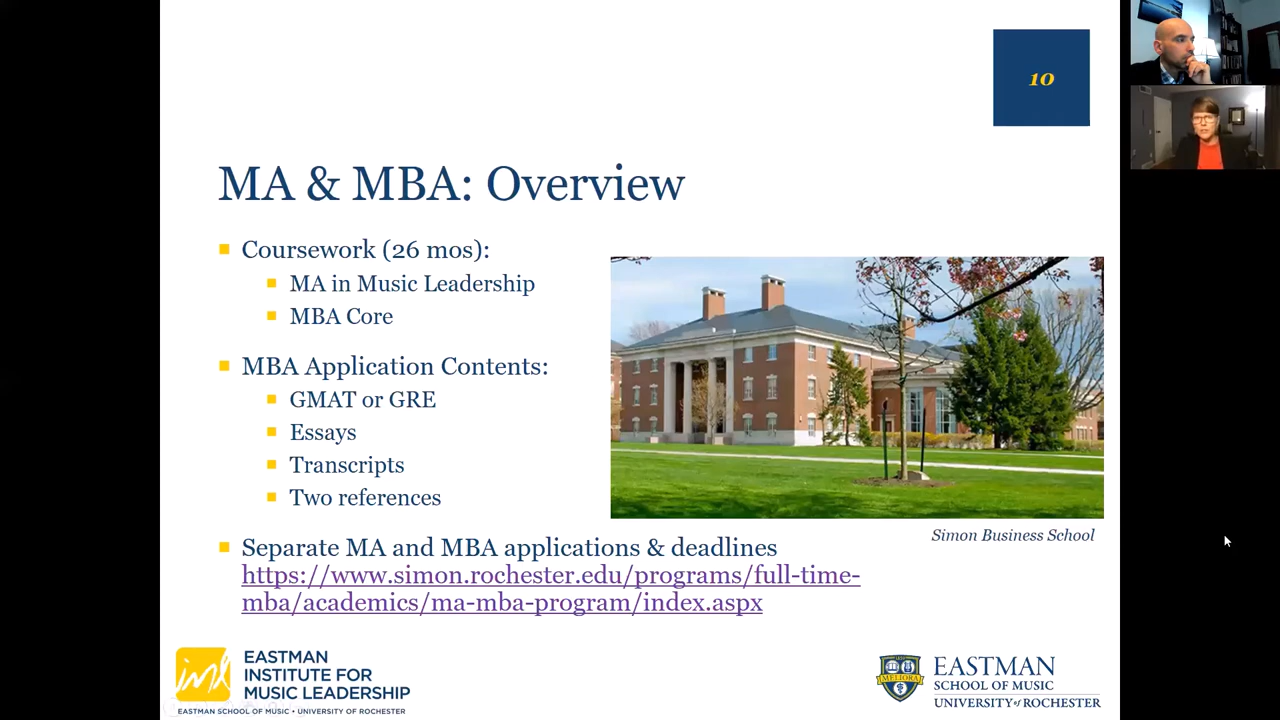 10
MA & MBA: Overview
Coursework (26 mos):
MA in Music Leadership
MBA Core
MBA Application Contents:
GMAT or GRE
Essays
Transcripts
Two references
Simon Business School
Separate MA and MBA applications & deadlines
https://www.simon.rochester.edu/programs/full-time-
mba/academics/ma-mba-program/index.aspx
iml
EASTMAN
INSTITUTE FOR
MUSIC LEADERSHIP
EASTMAN SCHOOL OF MUSIC • UNIVERSITY OF ROCHESTER
MELIORA
EASTMAN
SCHOOL OF MUSIC
UNIVERSITY of ROCHESTER